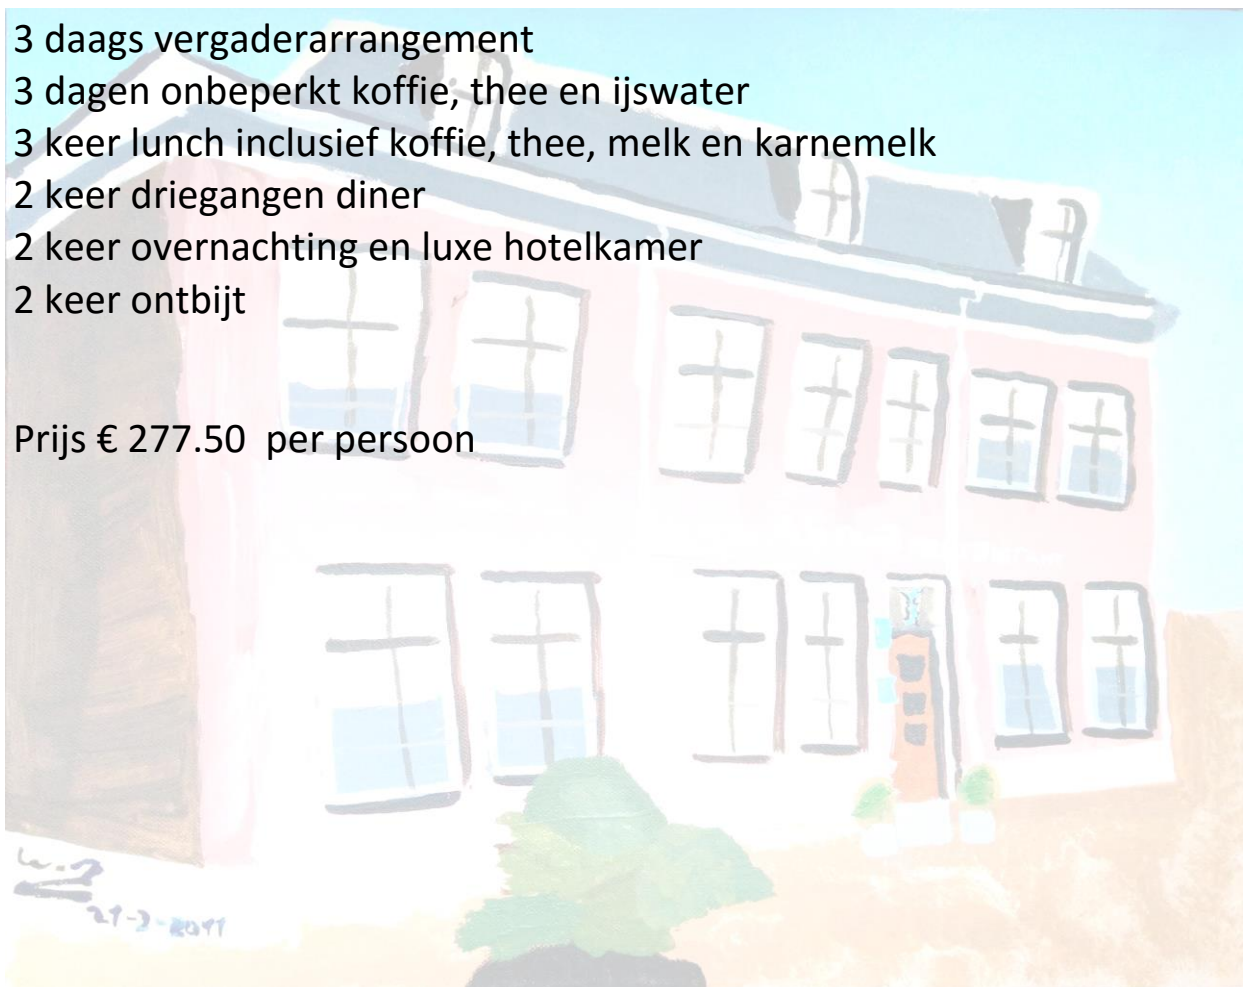 3 daags vergaderarrangement
3 dagen onbeperkt koffie, thee en ijswater
3 keer lunch inclusief koffie, thee, melk en karnemelk
2 keer driegangen diner
2 keer overnachting en luxe hotelkamer
2 keer ontbijt
Prijs € 277.50  per persoon